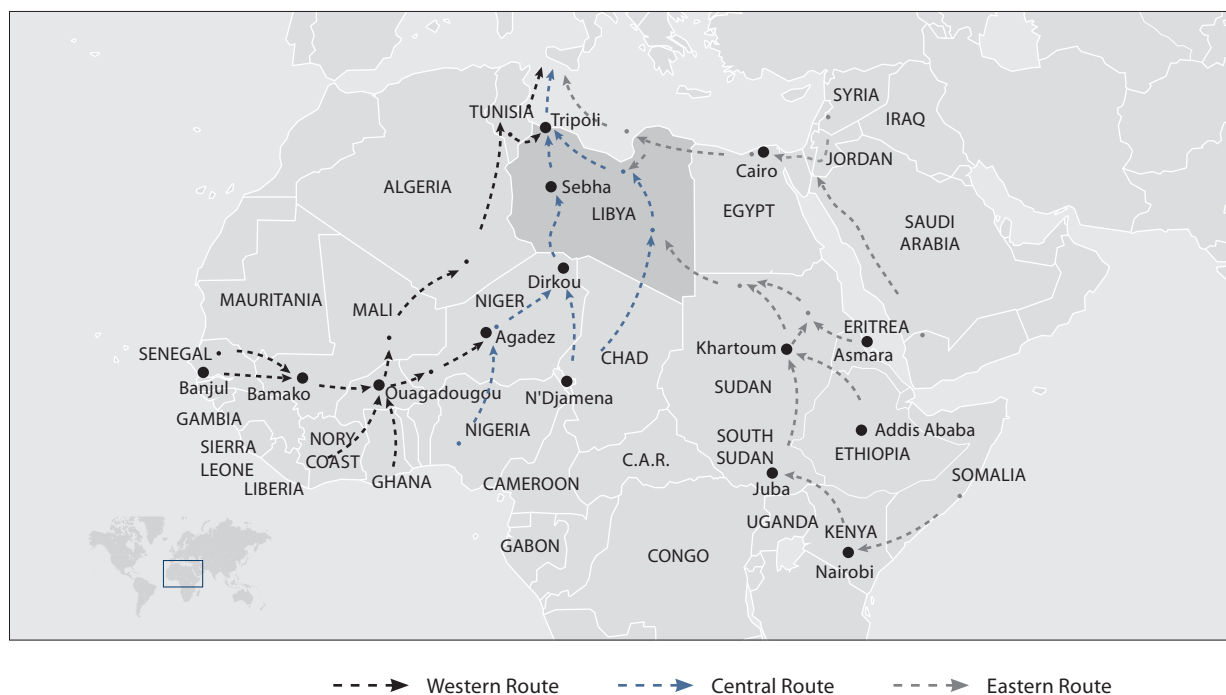 SYRIA
IRAQ
TUNISIA
Tripoli
JORDAN
Cairo
ALGERIA
Sebha
LIBYA
EGYPT
SAUDI
ARABIA
Dirkou
MAURITANIA
MALI
NIGER
Agadez
ERITREA
SENEGAL
Khartoum
Asmara
CHAD
Banjul
Bamako
Ouagadougou
N'Djamena
SUDAN
GAMBIA
NIGERIA
Addis Ababa
SIERRA
LEONE
NORY
COAST
SOUTH
SUDAN
ETHIOPIA
C.A.R.
LIBERIA
GHANA
CAMEROON
Juba
SOMALIA
UGANDA
KENYA
GABON
CONGO
Nairobi
Western Route
Central Route
Eastern Route